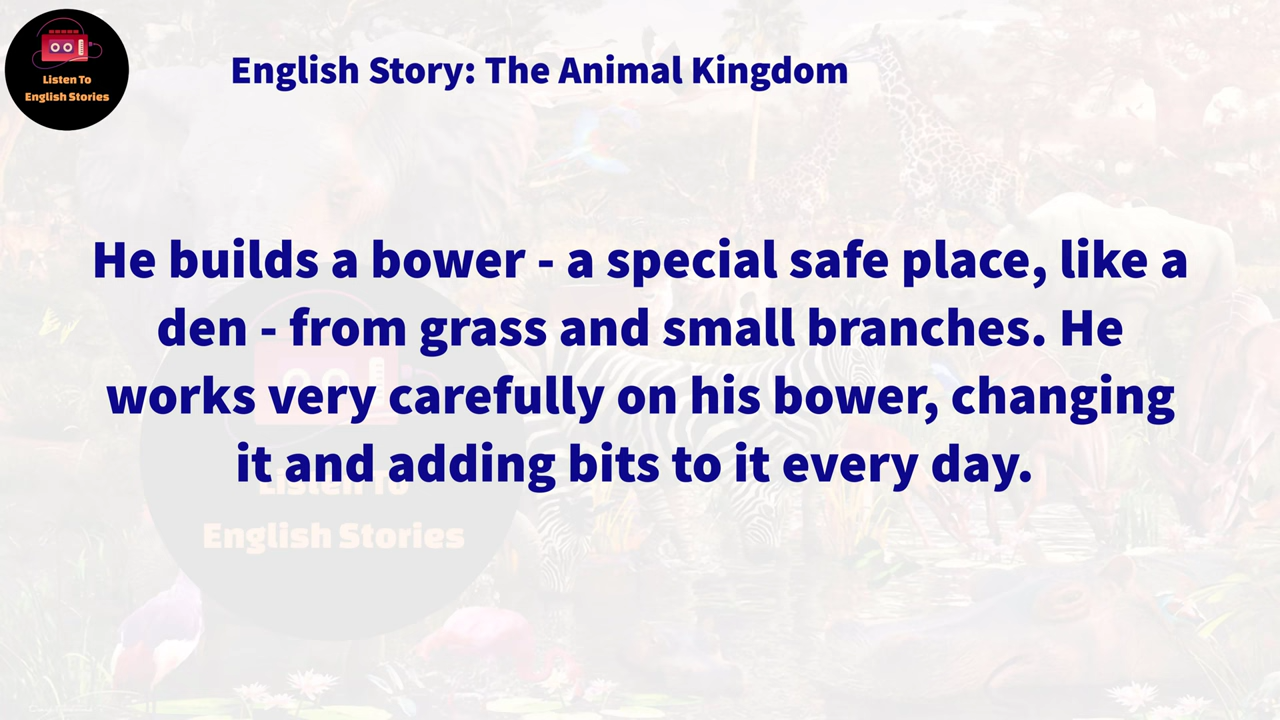 Listen To
English Stories
English Story: The Animal Kingdom
He builds a bower - a special safe place, like a
den - from grass and small branches. He
works very carefully on his bower, changing
it and adding bits to it every day.
Listen To
English Stories